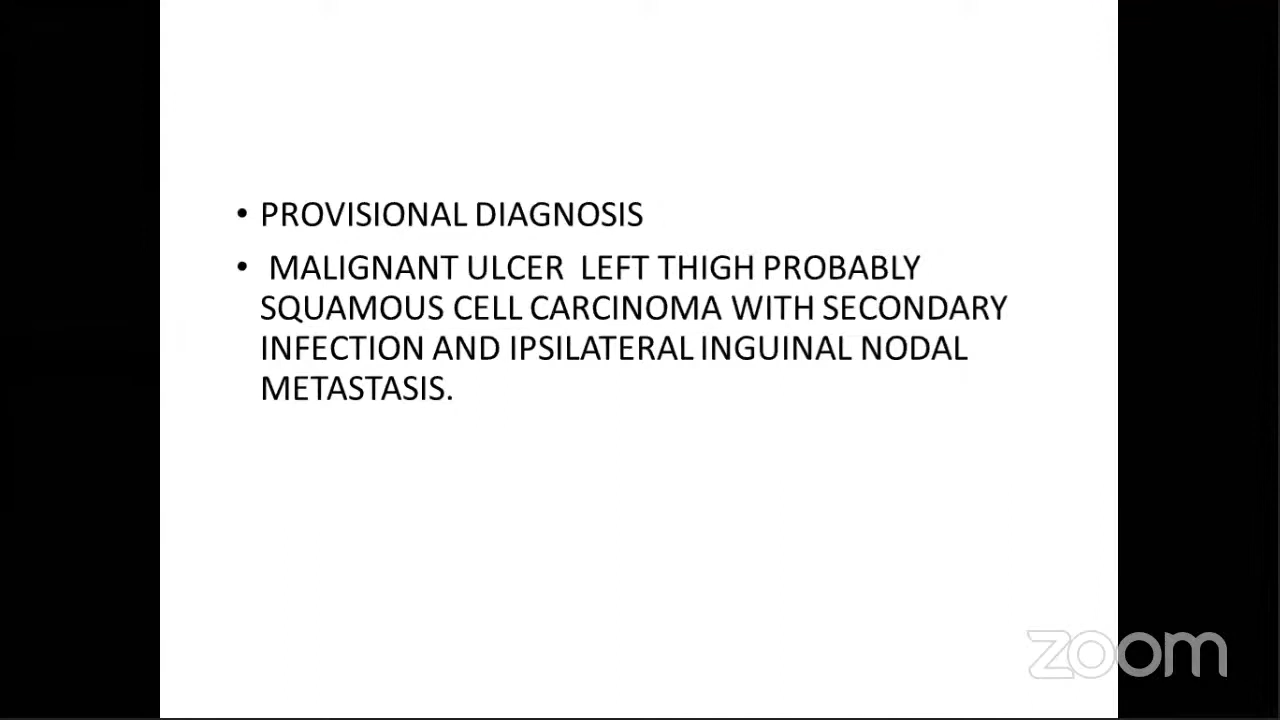 • PROVISIONAL DIAGNOSIS
• MALIGNANT ULCER LEFT THIGH PROBABLY
SQUAMOUS CELL CARCINOMA WITH SECONDARY
INFECTION AND IPSILATERAL INGUINAL NODAL
METASTASIS.
zoom